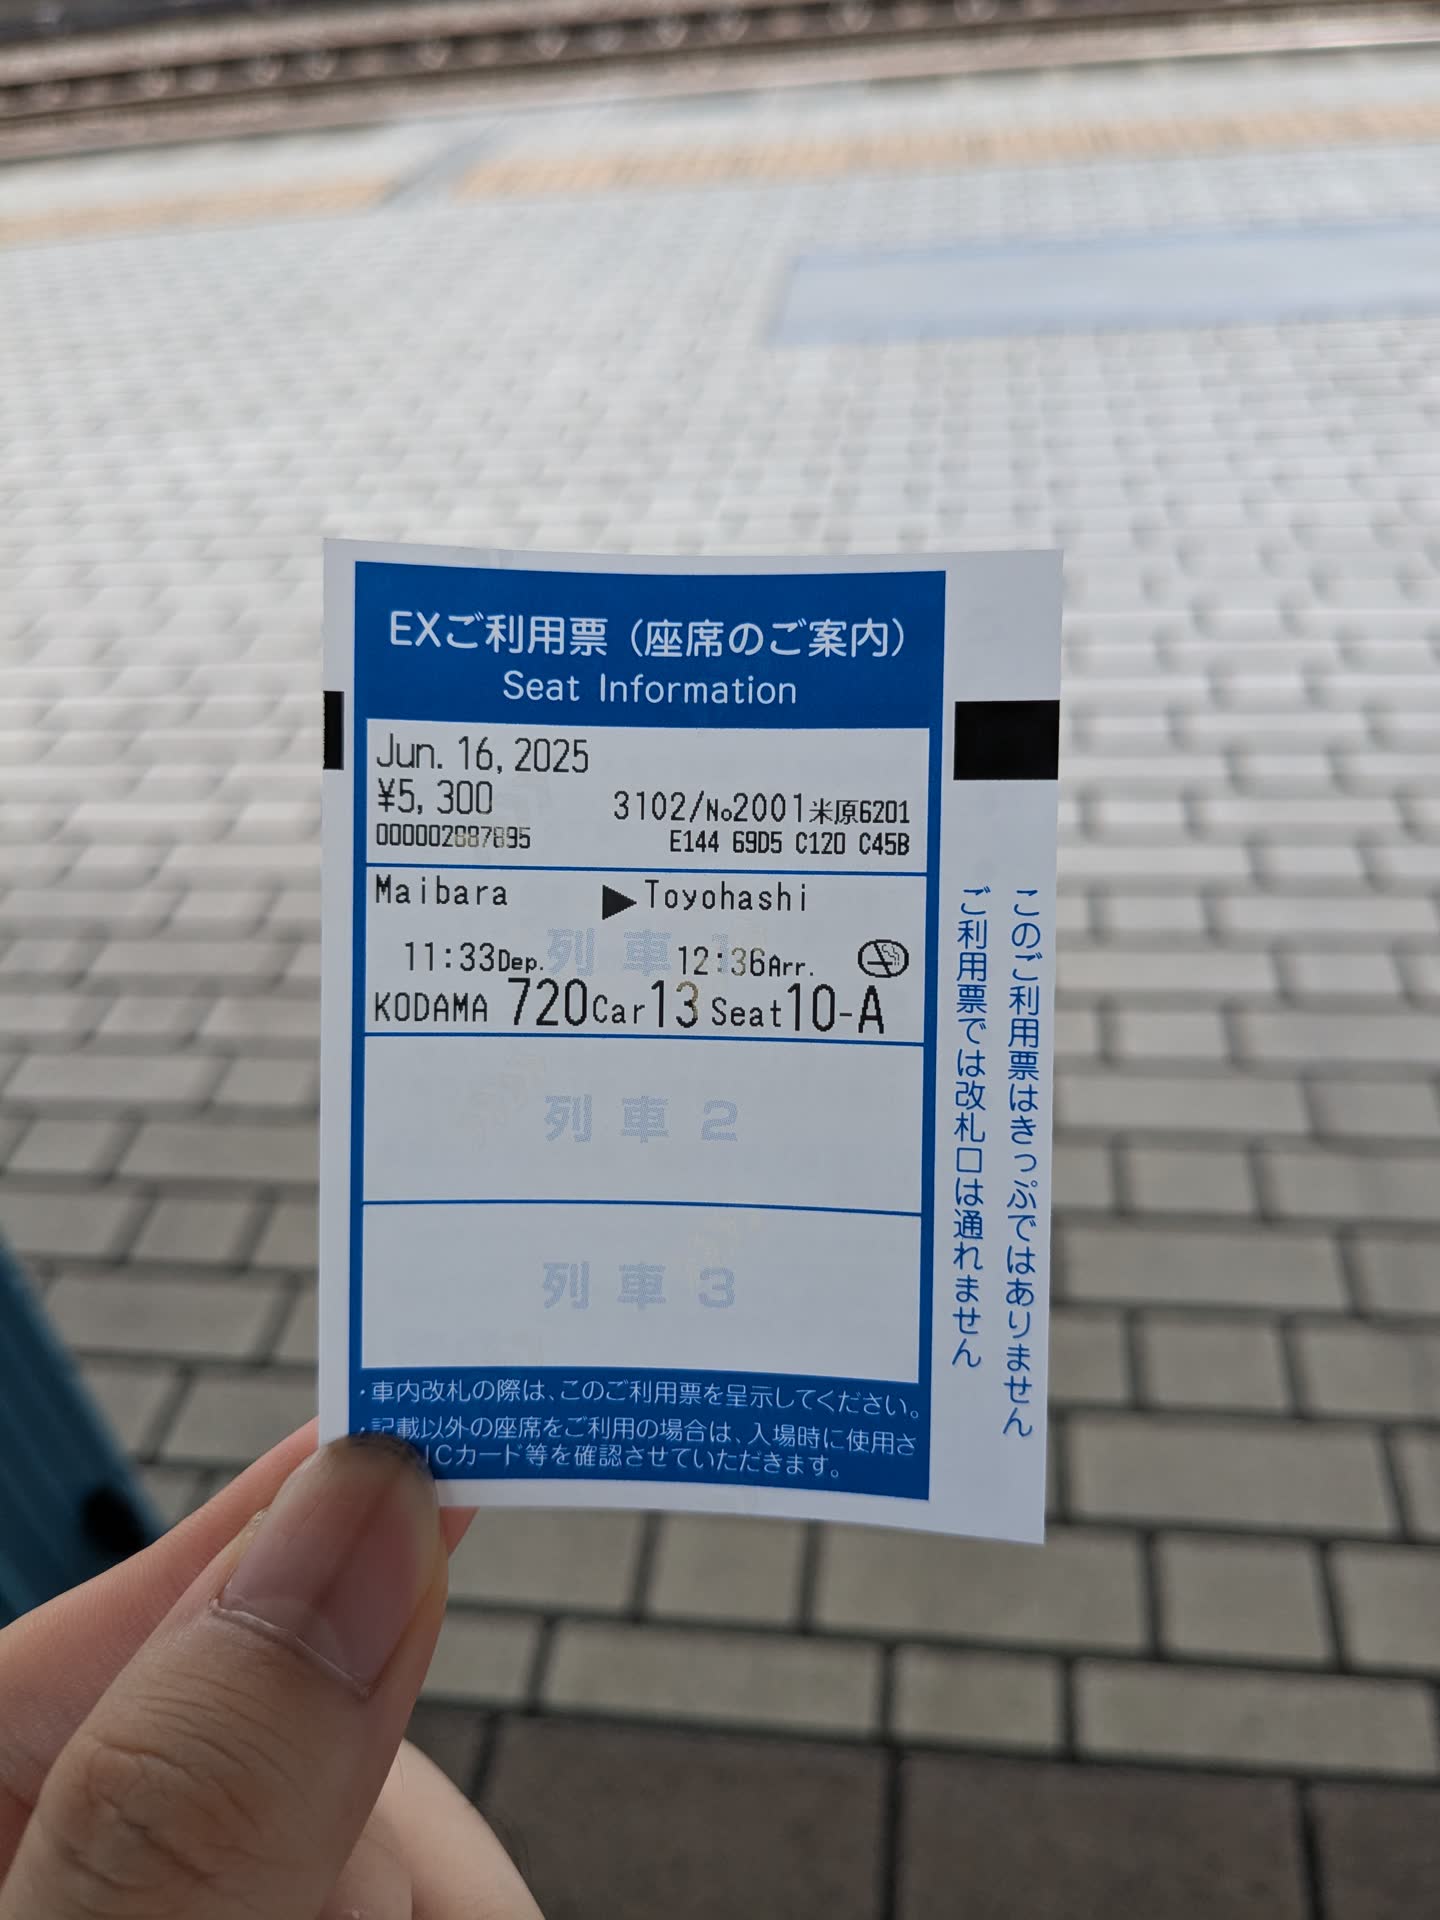 EXご利用票（座席のご案内）
Seat Information
Jun. 16, 2025
¥5,300
3102/No2001米原6201
000002887895
E144 69D5 C120 C45B
Maibara ▶ Toyohashi
列車1
11:33Dep. 12:36Arr.
KODAMA 720Car13 Seat10-A
列車2
列車3
・車内改札の際は、このご利用票を呈示してください。
・記載以外の座席をご利用の場合は、入場時に使用さ
ICカード等を確認させていただきます。
このご利用票はきっぷではありません
ご利用票では改札口は通れません